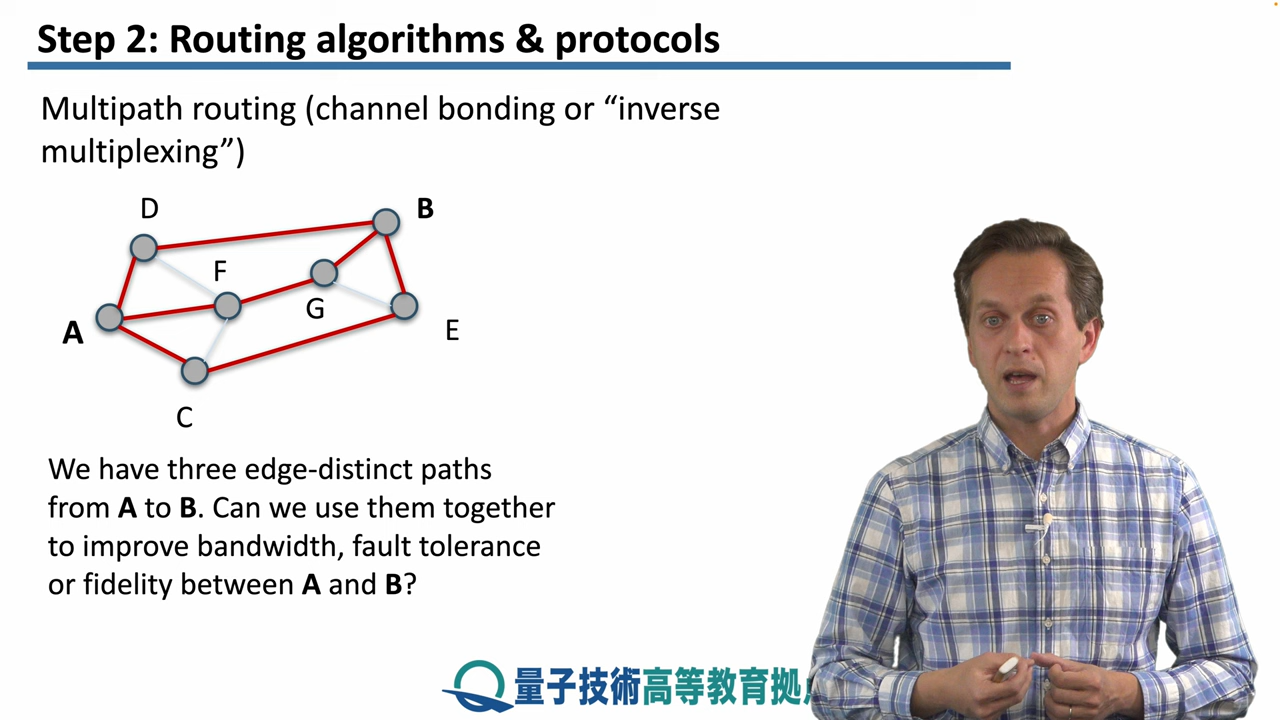 Step 2: Routing algorithms & protocols
Multipath routing (channel bonding or “inverse
multiplexing”)
D
B
F
G
A
E
C
We have three edge-distinct paths
from A to B. Can we use them together
to improve bandwidth, fault tolerance
or fidelity between A and B?
量子技術高等教育拠